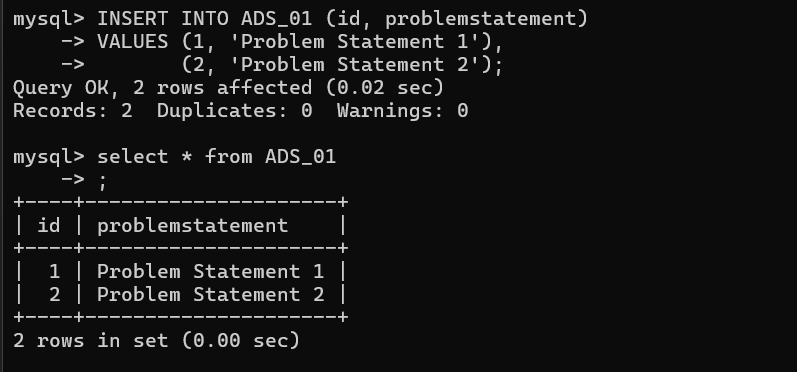 mysql> INSERT INTO ADS_01 (id, problemstatement)
    -> VALUES (1, 'Problem Statement 1'),
    ->        (2, 'Problem Statement 2');
Query OK, 2 rows affected (0.02 sec)
Records: 2  Duplicates: 0  Warnings: 0

mysql> select * from ADS_01
    -> ;
+----+---------------------+
| id | problemstatement    |
+----+---------------------+
|  1 | Problem Statement 1 |
|  2 | Problem Statement 2 |
+----+---------------------+
2 rows in set (0.00 sec)